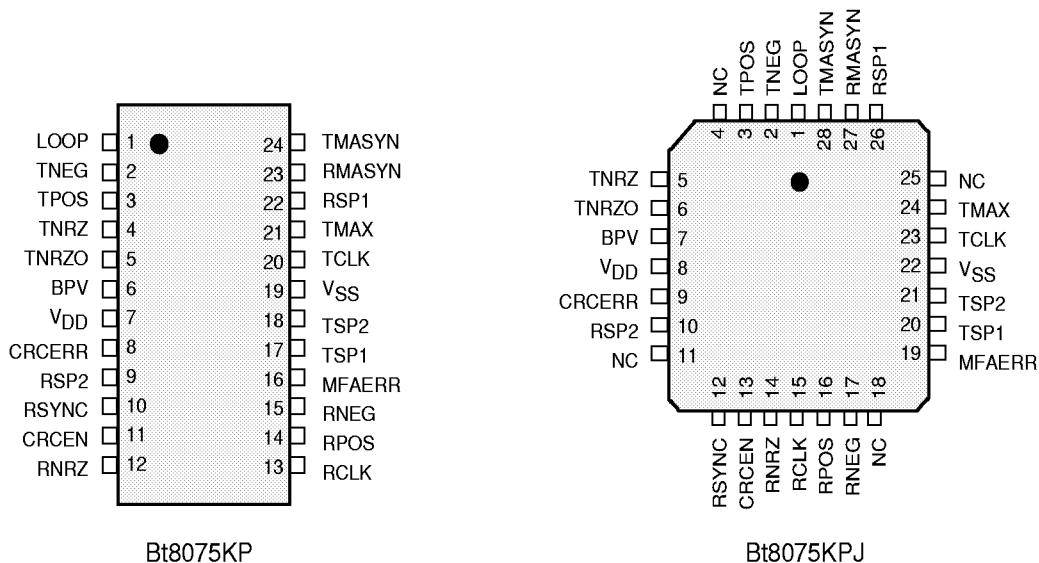 LOOP 1 24 TMASYN
TNEG 2 23 RMASYN
TPOS 3 22 RSP1
TNRZ 4 21 TMAX
TNRZO 5 20 TCLK
BPV 6 19 VSS
VDD 7 18 TSP2
CRCERR 8 17 TSP1
RSP2 9 16 MFAERR
RSYNC 10 15 RNEG
CRCEN 11 14 RPOS
RNRZ 12 13 RCLK
Bt8075KP
NC TPOS TNEG LOOP TMASYN RMASYN RSP1
4 3 2 1 28 27 26
TNRZ 5 25 NC
TNRZO 6 24 TMAX
BPV 7 23 TCLK
VDD 8 22 VSS
CRCERR 9 21 TSP2
RSP2 10 20 TSP1
NC 11 19 MFAERR
12 13 14 15 16 17 18
RSYNC CRCEN RNRZ RCLK RPOS RNEG NC
Bt8075KPJ